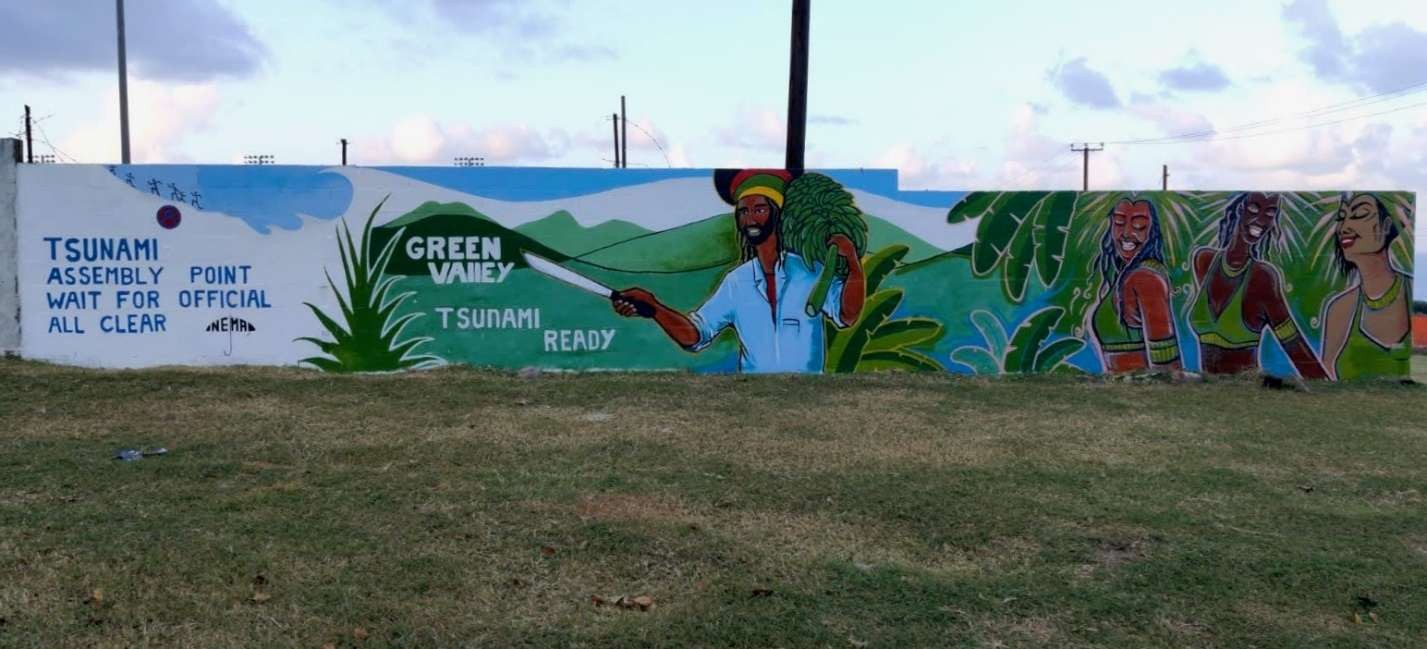 TSUNAMI
ASSEMBLY POINT
WAIT FOR OFFICIAL
ALL CLEAR
NEMA
GREEN
VAllEY
TSUNAMI
READY